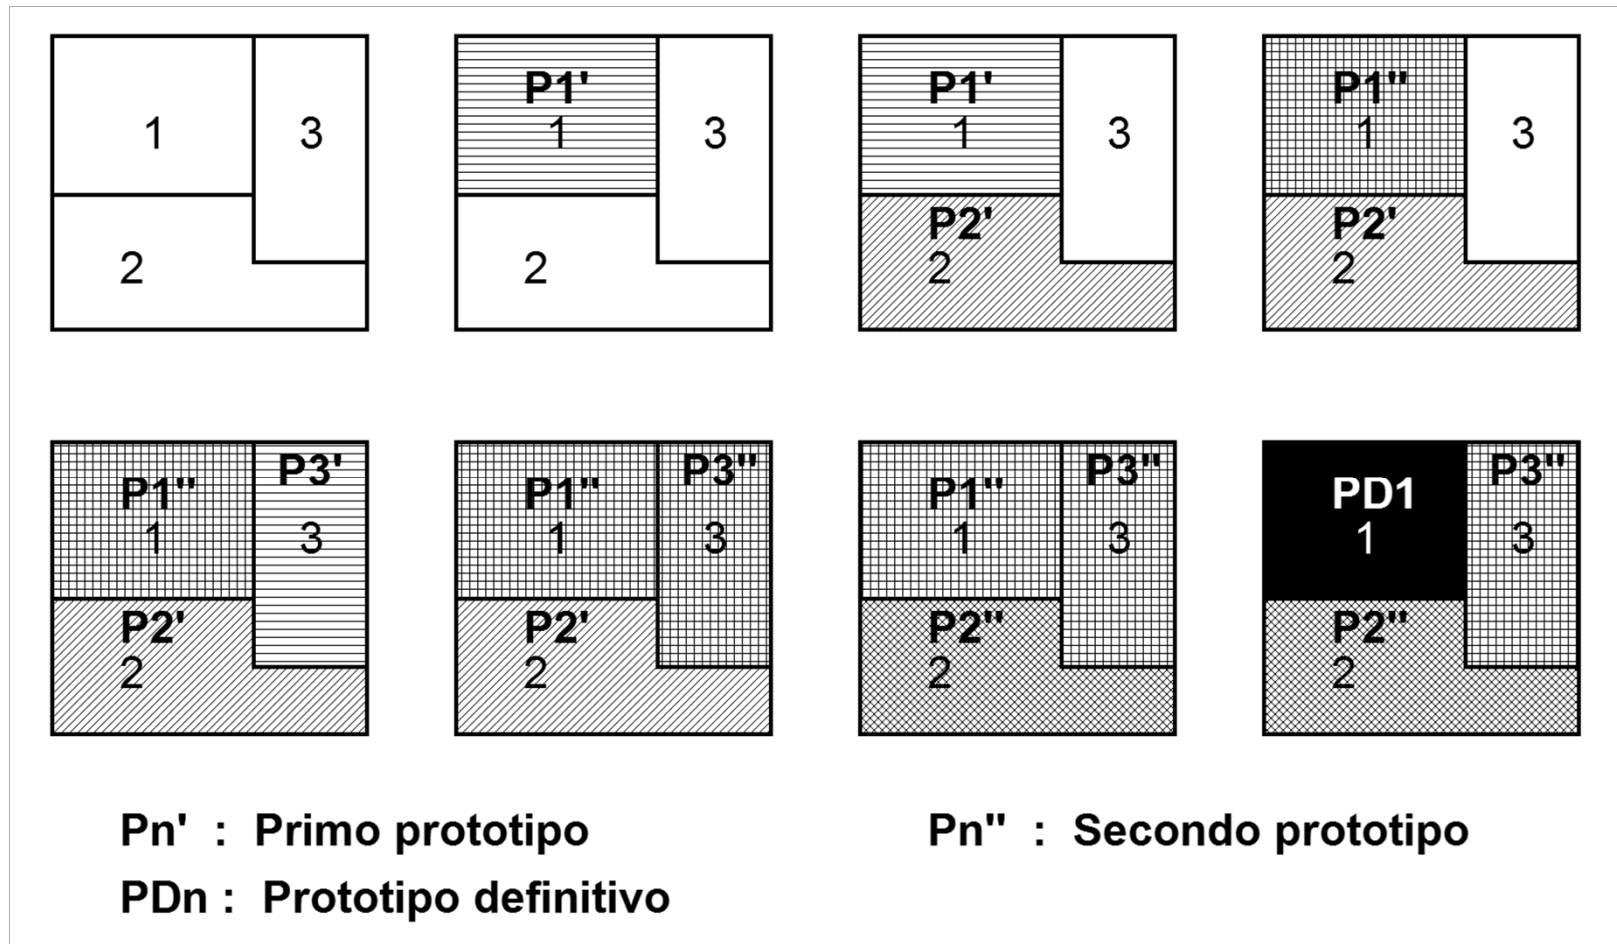 1 3
2
P1'
1 3
2
P1'
1 3
P2'
2
P1"
1 3
P2'
2
P3'
P1"
1 3
P2'
2
P3"
P1"
1 3
P2'
2
P3"
P1"
1 3
P2"
2
P3"
PD1
1 3
P2"
2
Pn' : Primo prototipo
Pn" : Secondo prototipo
PDn : Prototipo definitivo